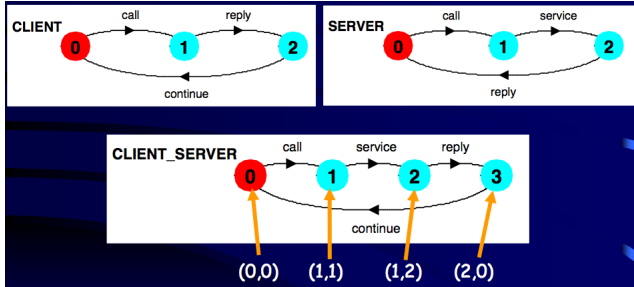 CLIENT
call
reply
0
1
2
continue
SERVER
call
service
0
1
2
reply
CLIENT_SERVER
call
service
reply
0
1
2
3
continue
(0,0) (1,1) (1,2) (2,0)